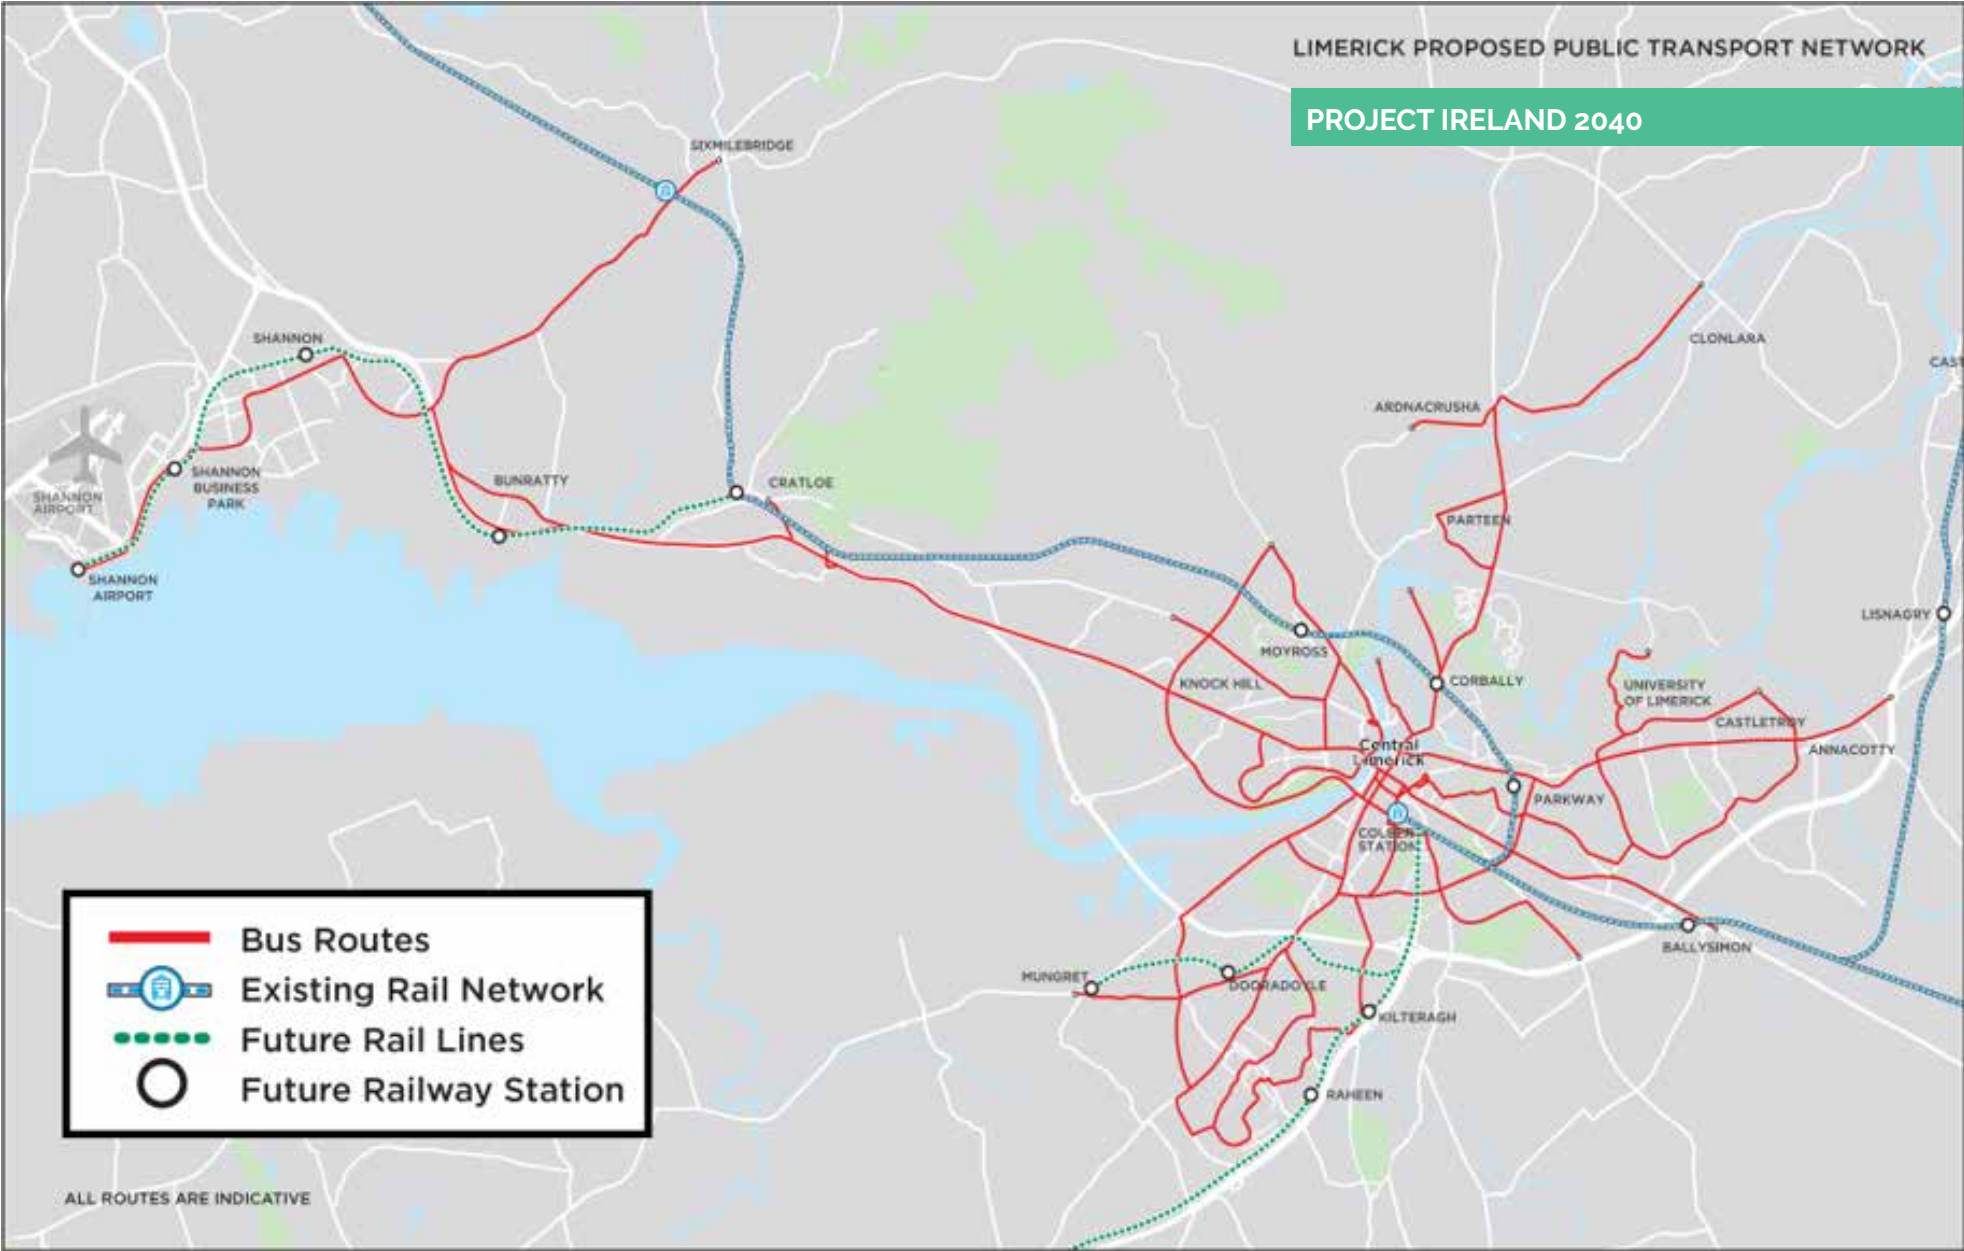 LIMERICK PROPOSED PUBLIC TRANSPORT NETWORK
PROJECT IRELAND 2040
SIXMILEBRIDGE
SHANNON
CLONLARA
CAST
ARDNACRUSHA
SHANNON
BUSINESS
PARK
SHANNON
AIRPORT
BUNRATTY
CRATLOE
PARTEEN
SHANNON
AIRPORT
LISNAGRY
MOYROSS
KNOCK HILL
CORBALLY
UNIVERSITY
OF LIMERICK
CASTLETROY
ANNACOTTY
Central
Limerick
PARKWAY
COLBERT
STATION
BALLYSIMON
MUNGRET
DOORADOYLE
KILTERAGH
RAHEEN
Bus Routes
Existing Rail Network
Future Rail Lines
Future Railway Station
ALL ROUTES ARE INDICATIVE